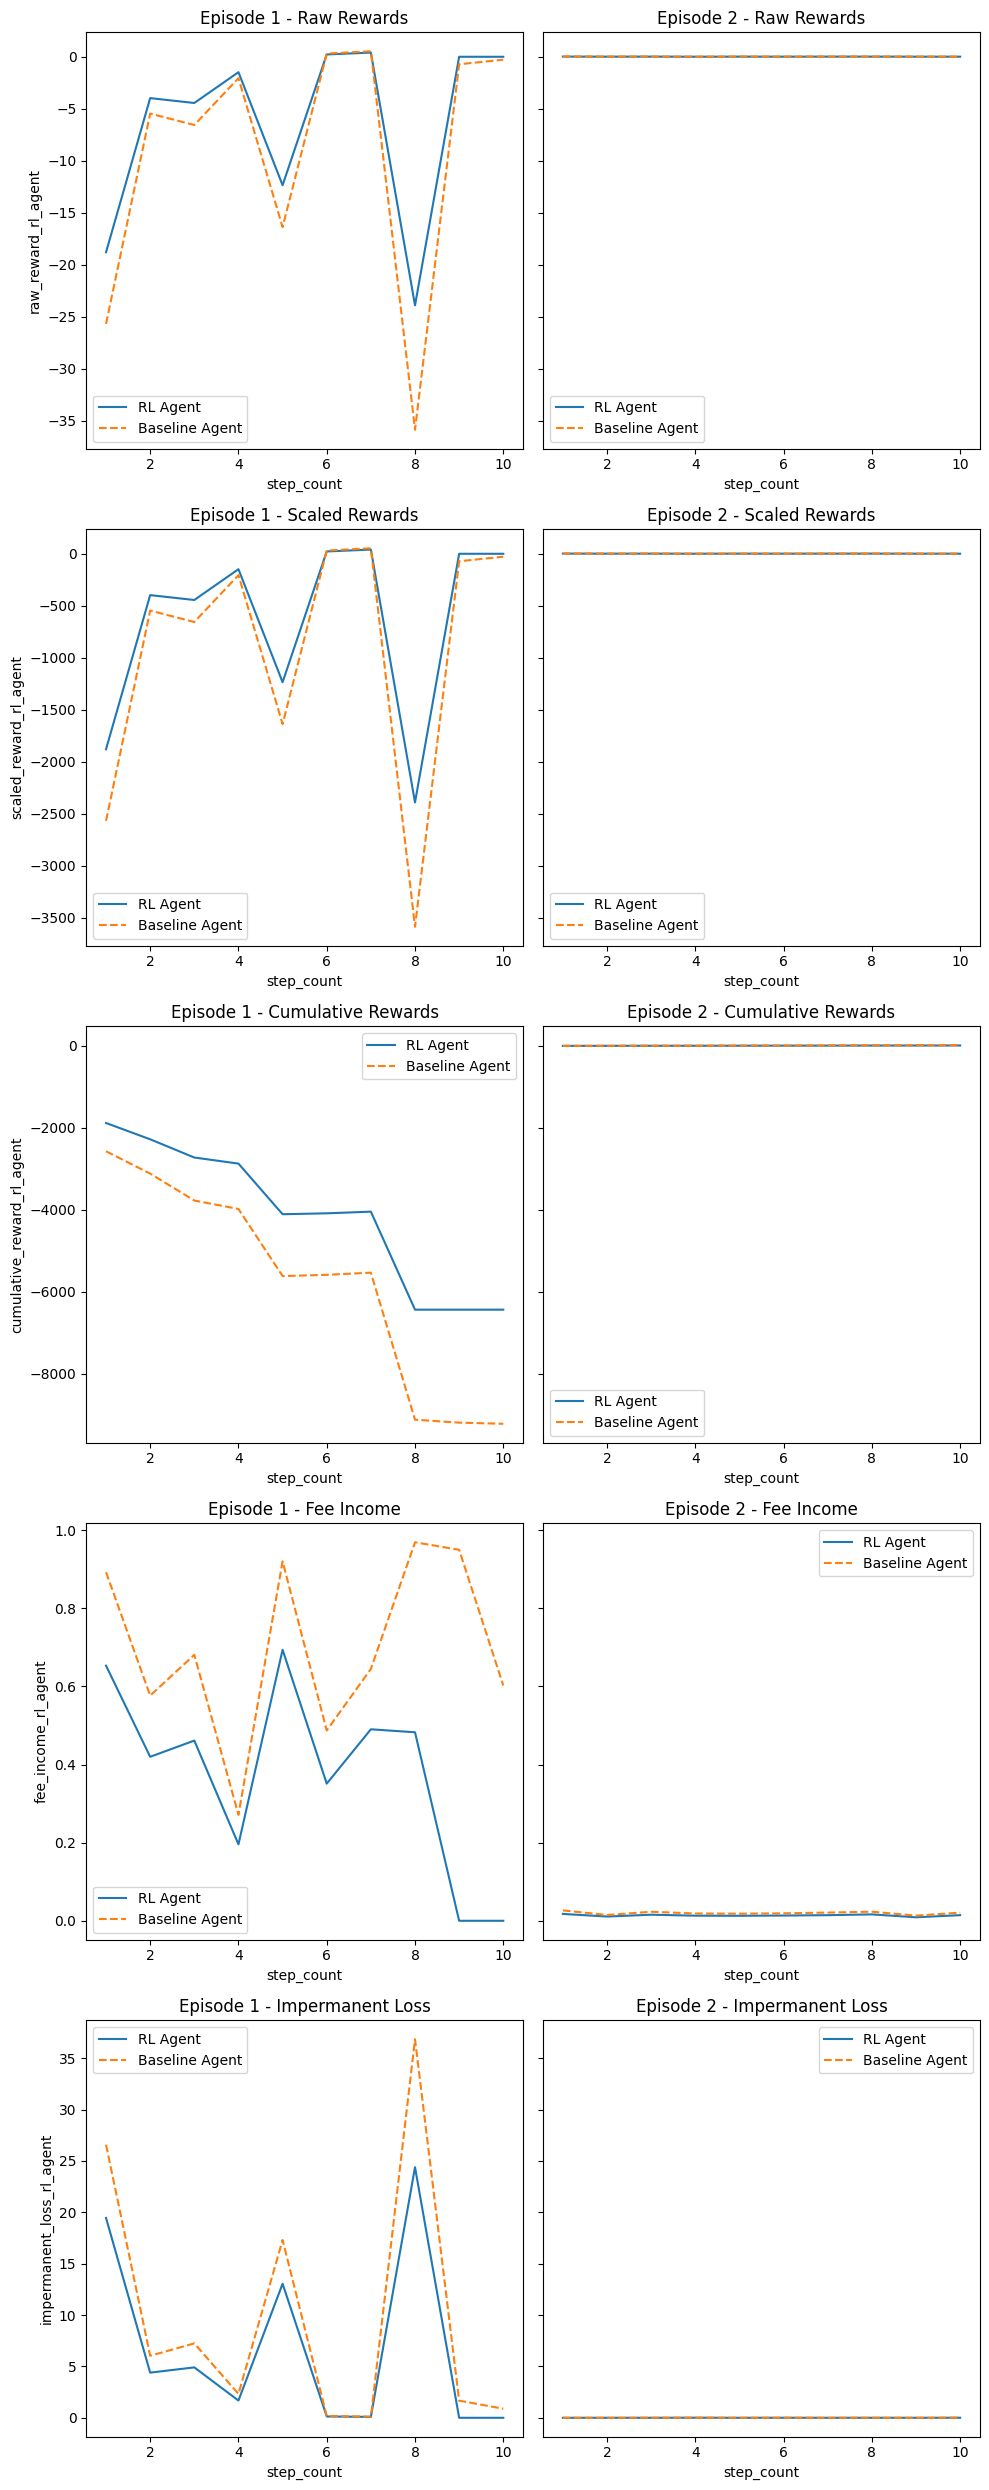 Episode 1 - Raw Rewards
Episode 2 - Raw Rewards
raw_reward_rl_agent
0
−5
−10
−15
−20
−25
−30
−35
RL Agent
Baseline Agent
2 4 6 8 10
step_count
RL Agent
Baseline Agent
2 4 6 8 10
step_count
Episode 1 - Scaled Rewards
Episode 2 - Scaled Rewards
scaled_reward_rl_agent
0
−500
−1000
−1500
−2000
−2500
−3000
−3500
RL Agent
Baseline Agent
2 4 6 8 10
step_count
RL Agent
Baseline Agent
2 4 6 8 10
step_count
Episode 1 - Cumulative Rewards
Episode 2 - Cumulative Rewards
cumulative_reward_rl_agent
0
−2000
−4000
−6000
−8000
RL Agent
Baseline Agent
2 4 6 8 10
step_count
RL Agent
Baseline Agent
2 4 6 8 10
step_count
Episode 1 - Fee Income
Episode 2 - Fee Income
fee_income_rl_agent
1.0
0.8
0.6
0.4
0.2
0.0
RL Agent
Baseline Agent
2 4 6 8 10
step_count
RL Agent
Baseline Agent
2 4 6 8 10
step_count
Episode 1 - Impermanent Loss
Episode 2 - Impermanent Loss
impermanent_loss_rl_agent
35
30
25
20
15
10
5
0
RL Agent
Baseline Agent
2 4 6 8 10
step_count
RL Agent
Baseline Agent
2 4 6 8 10
step_count